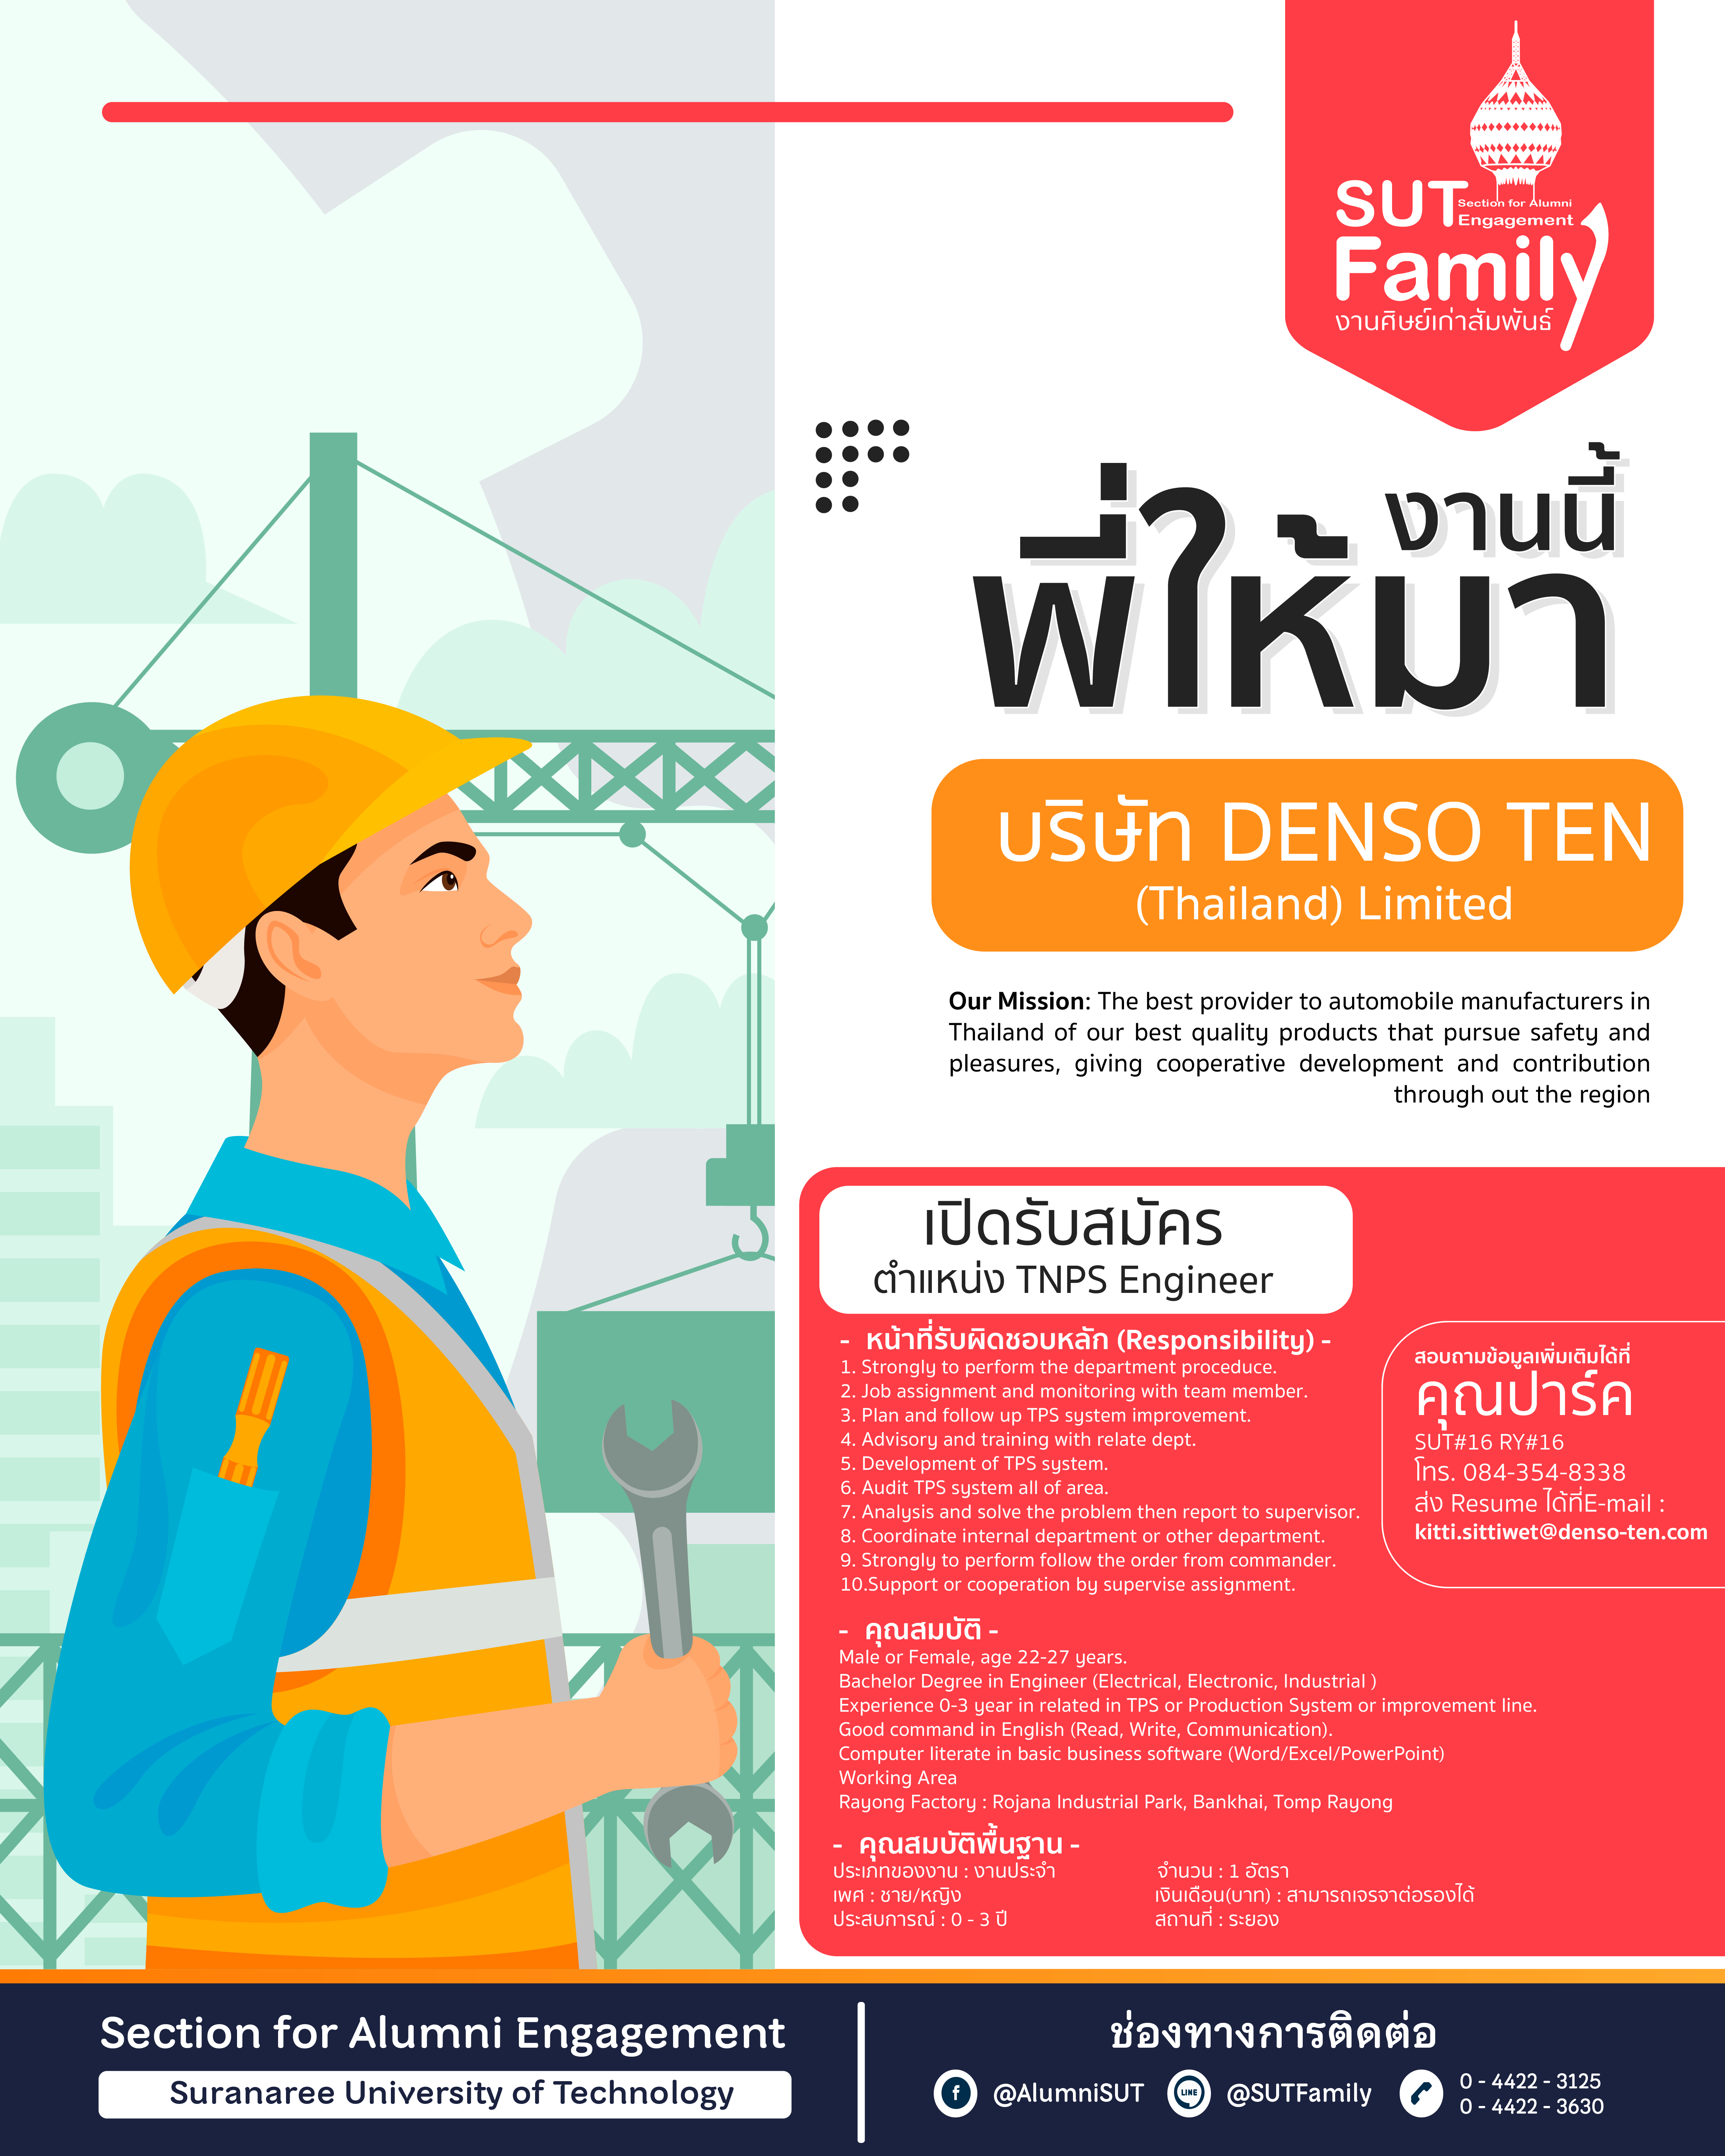 SUT
Section for Alumni
Engagement
Family
งานศิษย์เก่าสัมพันธ์
งานนี้
พี่ให้มา
บริษัท DENSO TEN
(Thailand) Limited
Our Mission: The best provider to automobile manufacturers in
Thailand of our best quality products that pursue safety and
pleasures, giving cooperative development and contribution
through out the region
เปิดรับสมัคร
ตำแหน่ง TNPS Engineer
- หน้าที่รับผิดชอบหลัก (Responsibility) -
1. Strongly to perform the department proceduce.
2. Job assignment and monitoring with team member.
3. Plan and follow up TPS system improvement.
4. Advisory and training with relate dept.
5. Development of TPS system.
6. Audit TPS system all of area.
7. Analysis and solve the problem then report to supervisor.
8. Coordinate internal department or other department.
9. Strongly to perform follow the order from commander.
10.Support or cooperation by supervise assignment.
สอบถามข้อมูลเพิ่มเติมได้ที่
คุณปาร์ค
SUT#16 RY#16
โทร. 084-354-8338
ส่ง Resume ได้ที่E-mail :
kitti.sittiwet@denso-ten.com
- คุณสมบัติ -
Male or Female, age 22-27 years.
Bachelor Degree in Engineer (Electrical, Electronic, Industrial )
Experience 0-3 year in related in TPS or Production System or improvement line.
Good command in English (Read, Write, Communication).
Computer literate in basic business software (Word/Excel/PowerPoint)
Working Area
Rayong Factory : Rojana Industrial Park, Bankhai, Tomp Rayong
- คุณสมบัติพื้นฐาน -
ประเภทของงาน : งานประจำ
เพศ : ชาย/หญิง
ประสบการณ์ : 0 - 3 ปี
จำนวน : 1 อัตรา
เงินเดือน(บาท) : สามารถเจรจาต่อรองได้
สถานที่ : ระยอง
Section for Alumni Engagement
Suranaree University of Technology
ช่องทางการติดต่อ
f @AlumniSUT LINE @SUTFamily
0 - 4422 - 3125
0 - 4422 - 3630